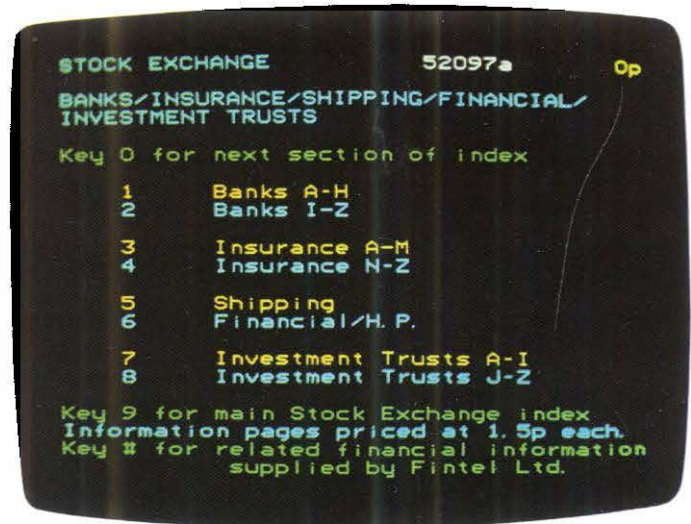 STOCK EXCHANGE 52097a 0p
BANKS/INSURANCE/SHIPPING/FINANCIAL/
INVESTMENT TRUSTS
Key 0 for next section of index
1 Banks A-H
2 Banks I-Z
3 Insurance A-M
4 Insurance N-Z
5 Shipping
6 Financial/H.P.
7 Investment Trusts A-I
8 Investment Trusts J-Z
Key 9 for main Stock Exchange index
Information pages priced at 1.5p each.
Key # for related financial information
supplied by Fintel Ltd.